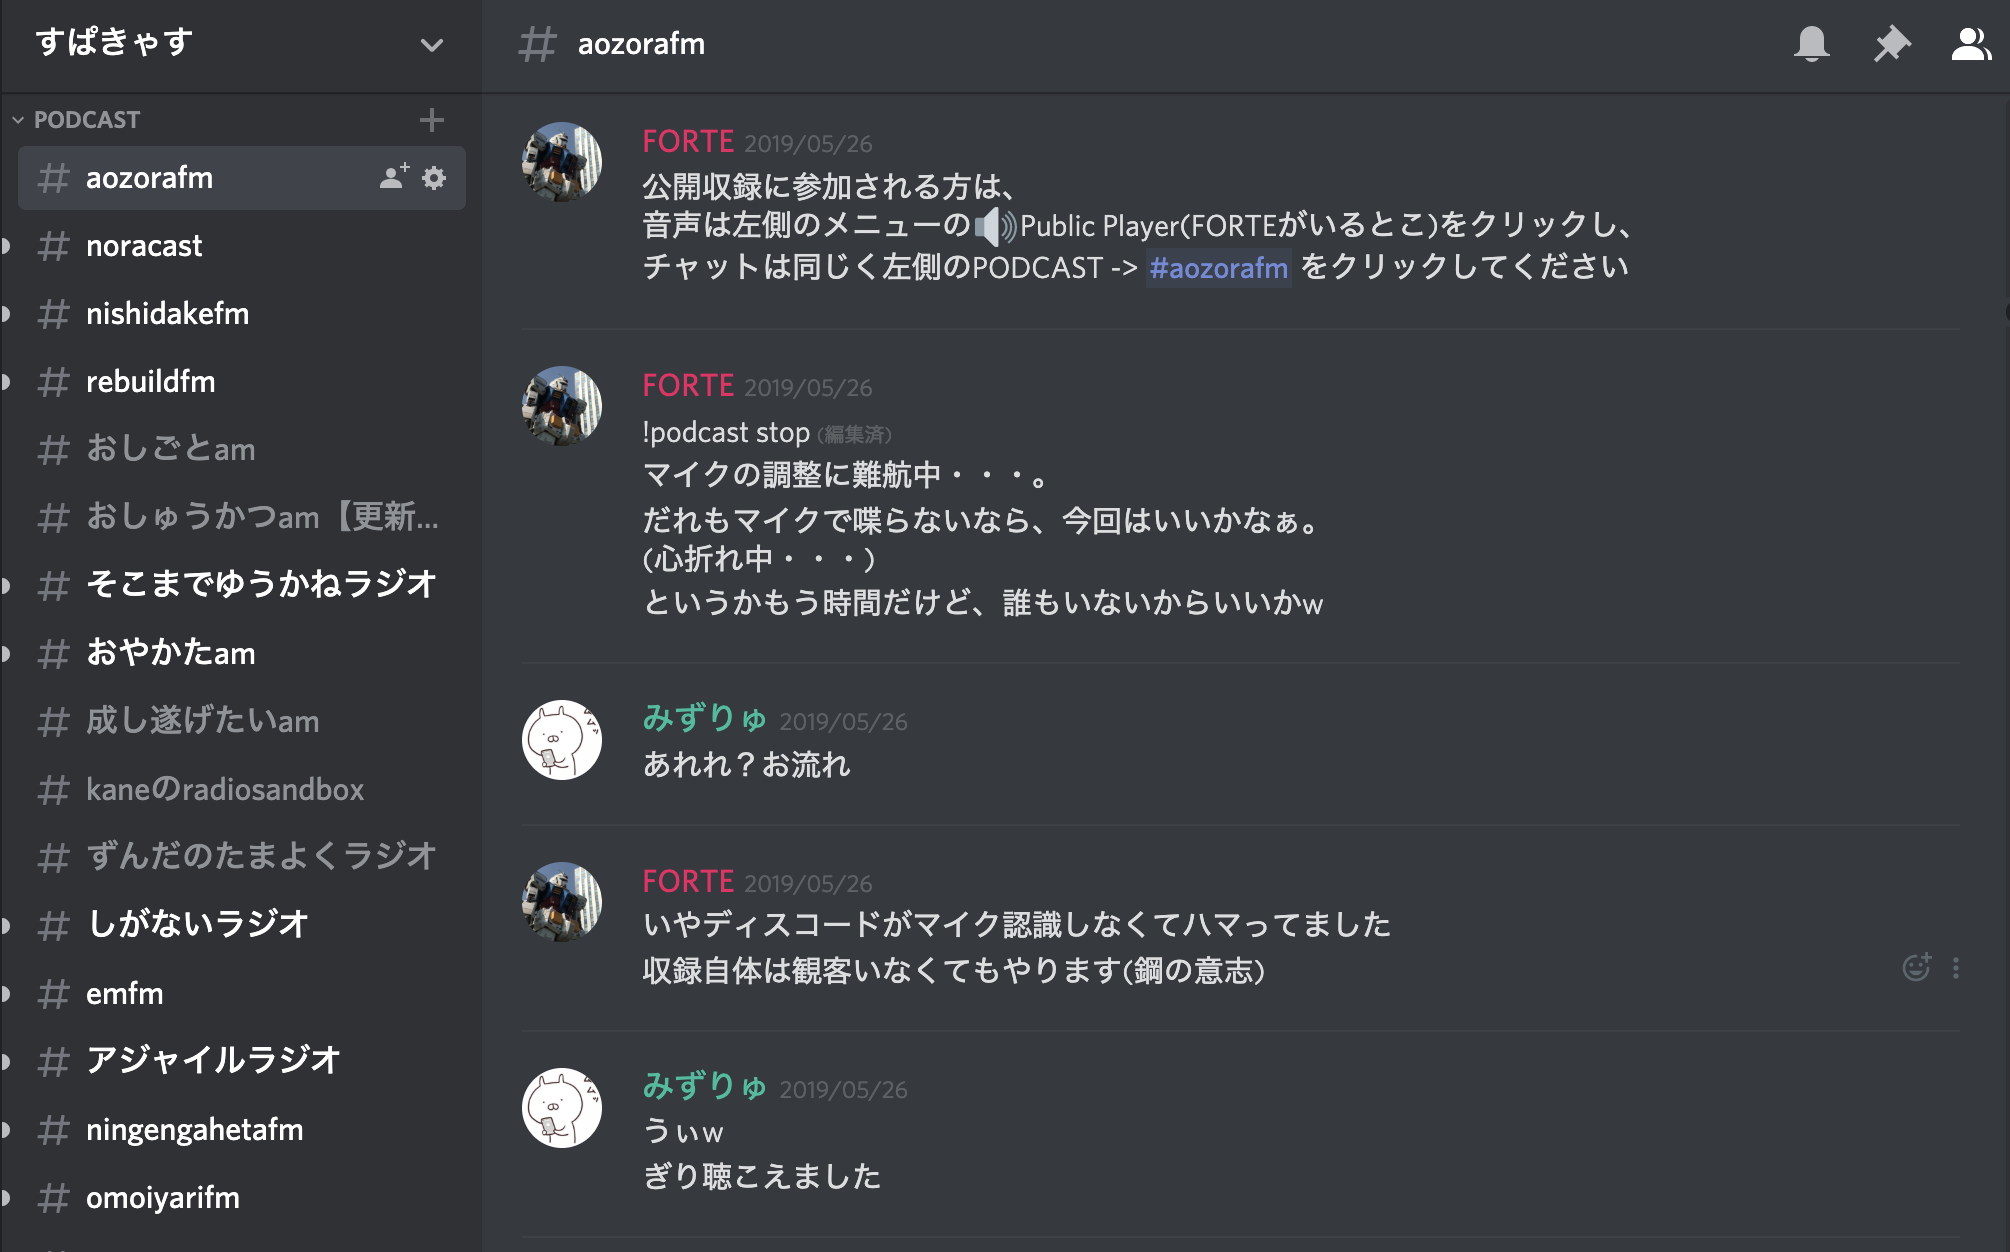 すぱきゃす
PODCAST
aozorafm
noracast
nishidakefm
rebuildfm
おしごとam
おしゅうかつam【更新...
そこまでゆうかねラジオ
おやかたam
成し遂げたいam
kaneのradiosandbox
ずんだのたまよくラジオ
しがないラジオ
emfm
アジャイルラジオ
ningengahetafm
omoiyarifm
aozorafm
FORTE 2019/05/26
公開収録に参加される方は、
音声は左側のメニューの🔊Public Player(FORTEがいるとこ)をクリックし、
チャットは同じく左側のPODCAST -> #aozorafm をクリックしてください
FORTE 2019/05/26
!podcast stop (編集済)
マイクの調整に難航中・・・。
だれもマイクで喋らないなら、今回はいいかなぁ。
(心折れ中・・・)
というかもう時間だけど、誰もいないからいいかw
みずりゅ 2019/05/26
あれれ？お流れ
FORTE 2019/05/26
いやディスコードがマイク認識しなくてハマってました
収録自体は観客いなくてもやります(鋼の意志)
みずりゅ 2019/05/26
うぃw
ぎり聴こえました